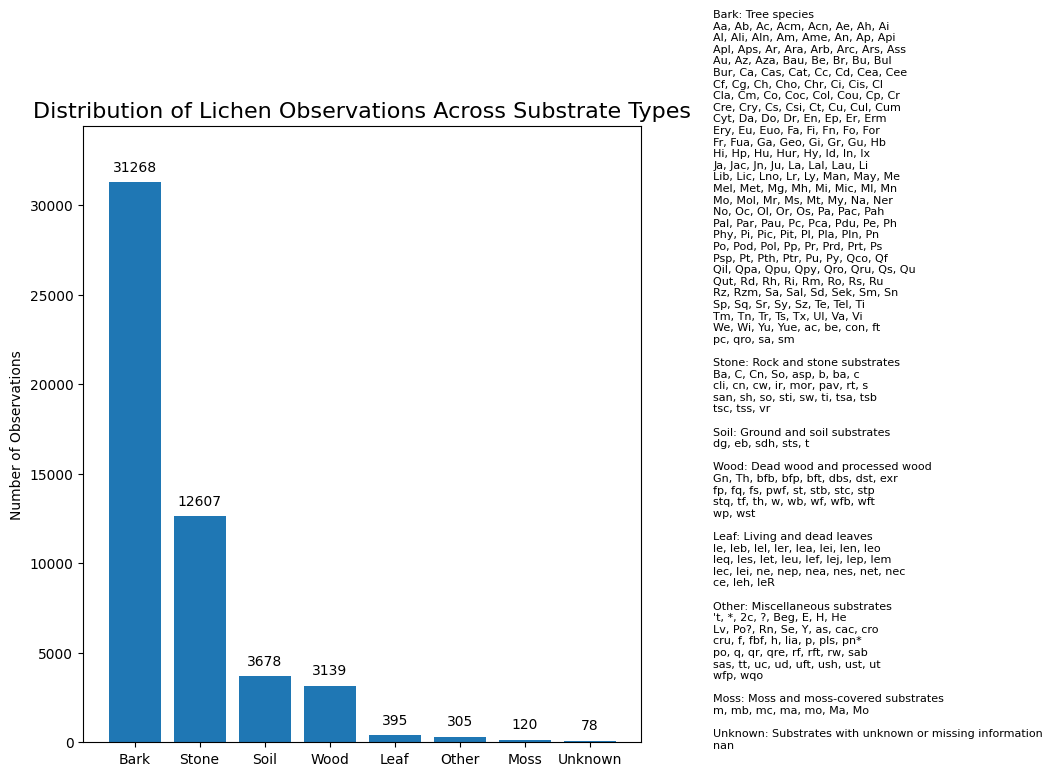 Distribution of Lichen Observations Across Substrate Types
Number of Observations
30000
25000
20000
15000
10000
5000
0
31268
12607
3678
3139
395
305
120
78
Bark Stone Soil Wood Leaf Other Moss Unknown
Bark: Tree species
Aa, Ab, Ac, Acm, Acn, Ae, Ah, Ai
Al, Ali, Aln, Am, Ame, An, Ap, Api
Apl, Aps, Ar, Ara, Arb, Arc, Ars, Ass
Au, Az, Aza, Bau, Be, Br, Bu, Bul
Bur, Ca, Cas, Cat, Cc, Cd, Cea, Cee
Cf, Cg, Ch, Cho, Chr, Ci, Cis, Cl
Cla, Cm, Co, Coc, Col, Cou, Cp, Cr
Cre, Cry, Cs, Csi, Ct, Cu, Cul, Cum
Cyt, Da, Do, Dr, En, Ep, Er, Erm
Ery, Eu, Euo, Fa, Fi, Fn, Fo, For
Fr, Fua, Ga, Geo, Gi, Gr, Gu, Hb
Hi, Hp, Hu, Hur, Hy, Id, In, Ix
Ja, Jac, Jn, Ju, La, Lal, Lau, Li
Lib, Lic, Lno, Lr, Ly, Man, May, Me
Mel, Met, Mg, Mh, Mi, Mic, Ml, Mn
Mo, Mol, Mr, Ms, Mt, My, Na, Ner
No, Oc, Ol, Or, Os, Pa, Pac, Pah
Pal, Par, Pau, Pc, Pca, Pdu, Pe, Ph
Phy, Pi, Pic, Pit, Pl, Pla, Pln, Pn
Po, Pod, Pol, Pp, Pr, Prd, Prt, Ps
Psp, Pt, Pth, Ptr, Pu, Py, Qco, Qf
Qil, Qpa, Qpu, Qpy, Qro, Qru, Qs, Qu
Qut, Rd, Rh, Ri, Rm, Ro, Rs, Ru
Rz, Rzm, Sa, Sal, Sd, Sek, Sm, Sn
Sp, Sq, Sr, Sy, Sz, Te, Tel, Ti
Tm, Tn, Tr, Ts, Tx, Ul, Va, Vi
We, Wi, Yu, Yue, ac, be, con, ft
pc, qro, sa, sm
Stone: Rock and stone substrates
Ba, C, Cn, So, asp, b, ba, c
cli, cn, cw, ir, mor, pav, rt, s
san, sh, so, sti, sw, ti, tsa, tsb
tsc, tss, vr
Soil: Ground and soil substrates
dg, eb, sdh, sts, t
Wood: Dead wood and processed wood
Gn, Th, bfb, bfp, bft, dbs, dst, exr
fp, fq, fs, pwf, st, stb, stc, stp
stq, tf, th, w, wb, wf, wfb, wft
wp, wst
Leaf: Living and dead leaves
le, leb, lel, ler, lea, lei, len, leo
leq, les, let, leu, lef, lej, lep, lem
lec, lei, ne, nep, nea, nes, net, nec
ce, leh, leR
Other: Miscellaneous substrates
't, *, 2c, ?, Beg, E, H, He
Lv, Po?, Rn, Se, Y, as, cac, cro
cru, f, fbf, h, lia, p, pls, pn*
po, q, qr, qre, rf, rft, rw, sab
sas, tt, uc, ud, uft, ush, ust, ut
wfp, wqo
Moss: Moss and moss-covered substrates
m, mb, mc, ma, mo, Ma, Mo
Unknown: Substrates with unknown or missing information
nan